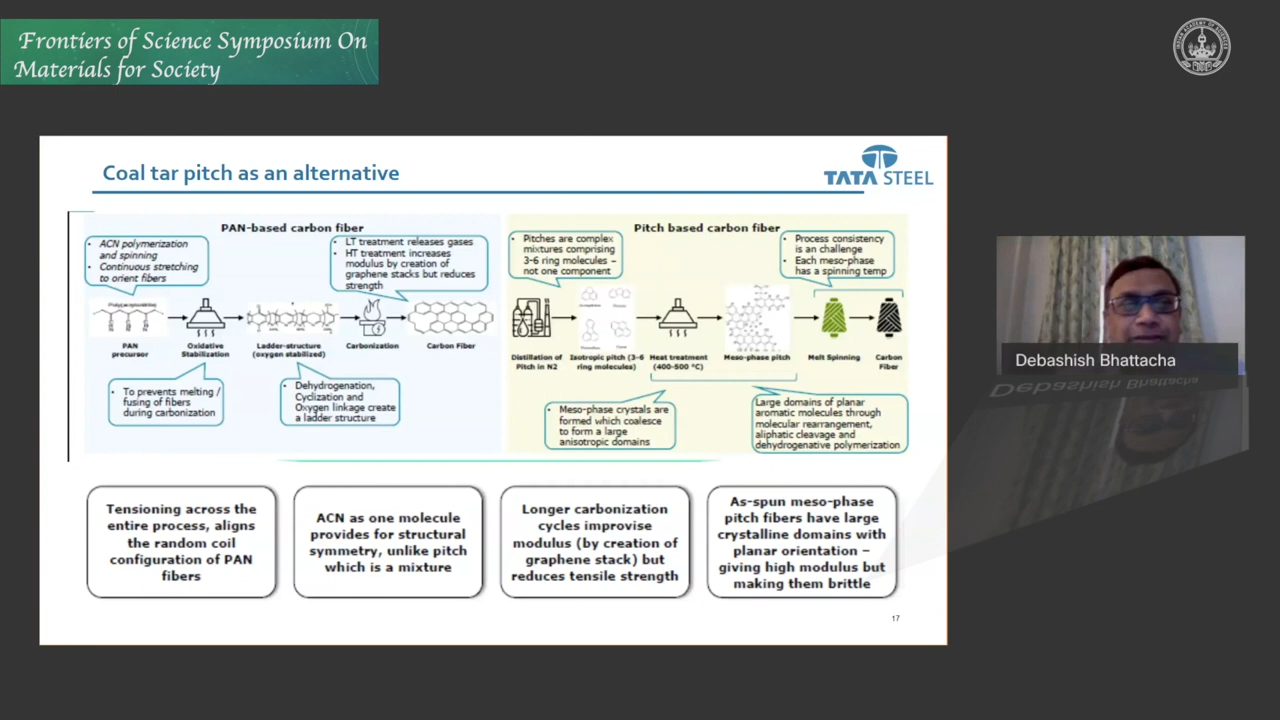 Frontiers of Science Symposium On
Materials for Society
Coal tar pitch as an alternative
TATA STEEL
PAN-based carbon fiber
• ACN polymerization
and spinning
• Continuous stretching
to orient fibers
• LT treatment releases gases
• HT treatment increases
modulus by creation of
graphene stacks but reduces
strength
PAN
precursor
Oxidative
Stabilization
Ladder-structure
(oxygen stabilized)
Carbonization
Carbon Fiber
• To prevents melting /
fusing of fibers
during carbonization
• Dehydrogenation,
Cyclization and
Oxygen linkage create
a ladder structure
Pitch based carbon fiber
• Pitches are complex
mixtures comprising
3-6 ring molecules –
not one component
• Process consistency
is an challenge
• Each meso-phase
has a spinning temp
Distillation of
Pitch in N2
Isotropic pitch (3-6
ring molecules)
Heat treatment
(400-500 °C)
Meso-phase pitch
Melt Spinning
Carbon
Fiber
• Meso-phase crystals are
formed which coalesce
to form a large
anisotropic domains
Large domains of planar
aromatic molecules through
molecular rearrangement,
aliphatic cleavage and
dehydrogenative polymerization
Tensioning across the
entire process, aligns
the random coil
configuration of PAN
fibers
ACN as one molecule
provides for structural
symmetry, unlike pitch
which is a mixture
Longer carbonization
cycles improvise
modulus (by creation of
graphene stack) but
reduces tensile strength
As-spun meso-phase
pitch fibers have large
crystalline domains with
planar orientation –
giving high modulus but
making them brittle
17
Debashish Bhattacha